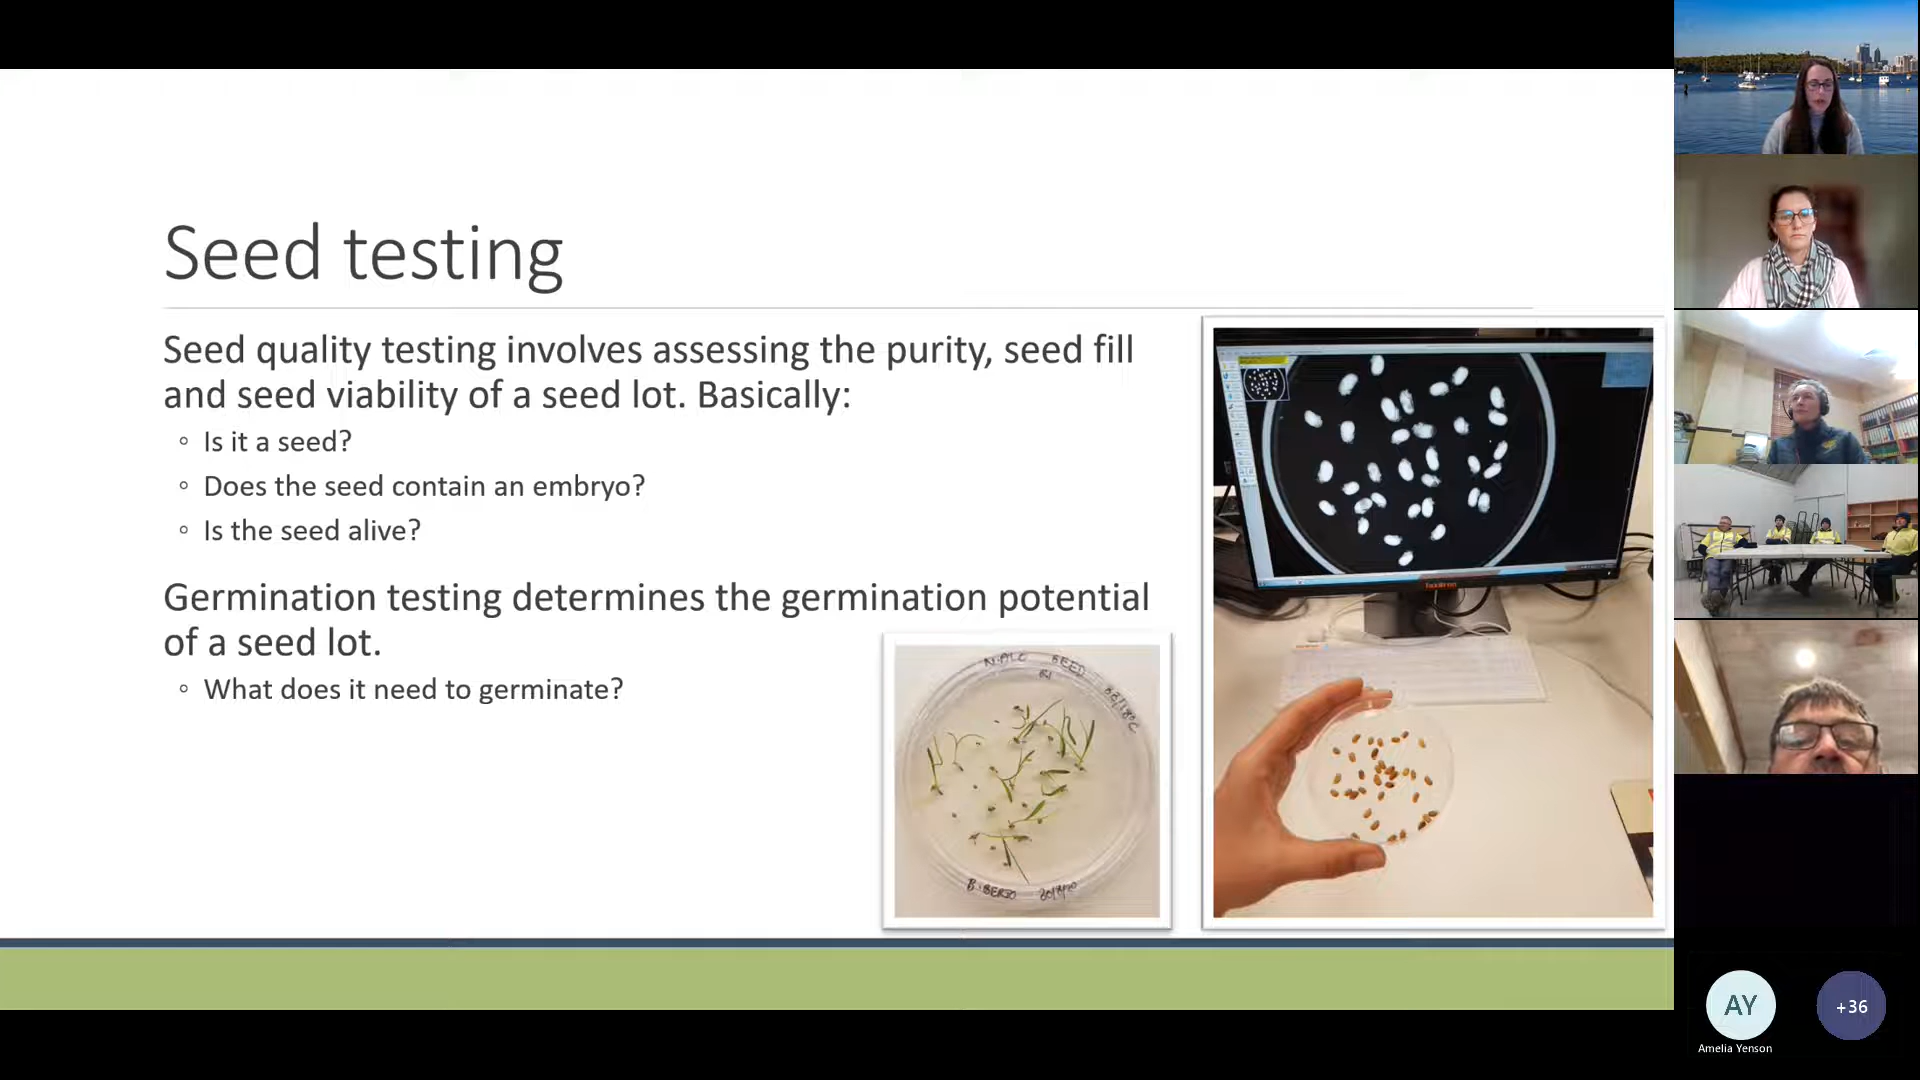 Seed testing
Seed quality testing involves assessing the purity, seed fill
and seed viability of a seed lot. Basically:
◦ Is it a seed?
◦ Does the seed contain an embryo?
◦ Is the seed alive?
Germination testing determines the germination potential
of a seed lot.
◦ What does it need to germinate?
SEED
AY
+36
Amelia Yenson